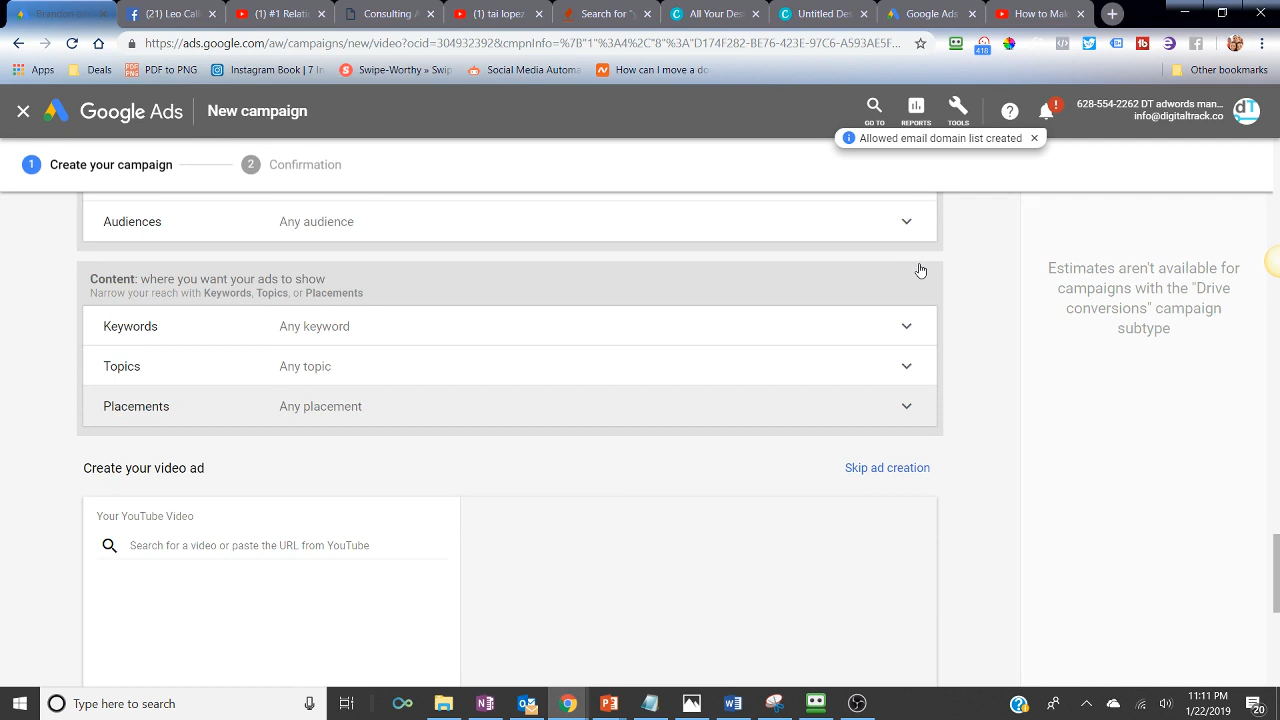 Brandon
(21) Leo Call
(1) #1 Relati
Consulting A
(1) tai lopez
Search for "y
All Your Des
Untitled Des
Google Ads
How to Mak
https://ads.google.com/aw/campaigns/new/video?ocid=304932392&cmpnInfo=%7B"1"%3A4%2C"8"%3A"D174F282-BE76-423E-97C6-A593AE5F...
418
Apps
Deals
PDF to PNG
Instagram Book | 7 In
Swipe-Worthy » Swip
Social Media Automa
How can I move a do
Other bookmarks
Google Ads
New campaign
GO TO
REPORTS
TOOLS
628-554-2262 DT adwords man...
info@digitaltrack.co
dT
Allowed email domain list created
1 Create your campaign
2 Confirmation
Audiences Any audience
Content: where you want your ads to show
Narrow your reach with Keywords, Topics, or Placements
Keywords Any keyword
Topics Any topic
Placements Any placement
Estimates aren't available for
campaigns with the "Drive
conversions" campaign
subtype
Create your video ad
Skip ad creation
Your YouTube Video
Search for a video or paste the URL from YouTube
Type here to search
11:11 PM
1/22/2019
20